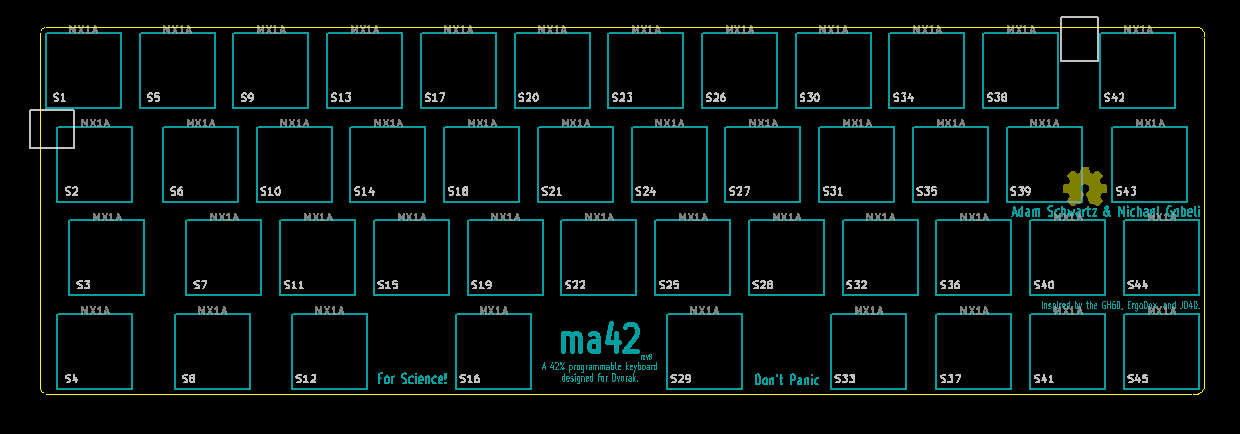 MX1A MX1A MX1A MX1A MX1A MX1A MX1A MX1A MX1A MX1A MX1A MX1A
S1 S5 S9 S13 S17 S20 S23 S26 S30 S34 S38 S42
MX1A MX1A MX1A MX1A MX1A MX1A MX1A MX1A MX1A MX1A MX1A MX1A
S2 S6 S10 S14 S18 S21 S24 S27 S31 S35 S39 S43
Adam Schwartz & Michael Gobeli
MX1A MX1A MX1A MX1A MX1A MX1A MX1A MX1A MX1A MX1A MX1A MX1A
S3 S7 S11 S15 S19 S22 S25 S28 S32 S36 S40 S44
Inspired by the GH60, ErgoDox, and JD40.
MX1A MX1A MX1A MX1A MX1A MX1A MX1A MX1A MX1A
ma42
rev0
A 42% programmable keyboard
designed for Dvorak.
S4 S8 S12 For Science! S16 S29 Don't Panic S33 S37 S41 S45